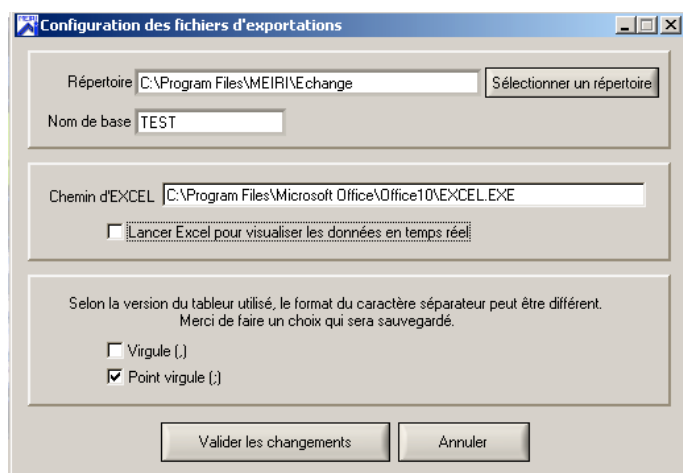 MEIRI
Configuration des fichiers d'exportations
Répertoire C:\Program Files\MEIRI\Echange Sélectionner un répertoire
Nom de base TEST
Chemin d'EXCEL C:\Program Files\Microsoft Office\Office10\EXCEL.EXE
Lancer Excel pour visualiser les données en temps réel
Selon la version du tableur utilisé, le format du caractère séparateur peut être différent.
Merci de faire un choix qui sera sauvegardé.
Virgule (,)
Point virgule (;)
Valider les changements Annuler